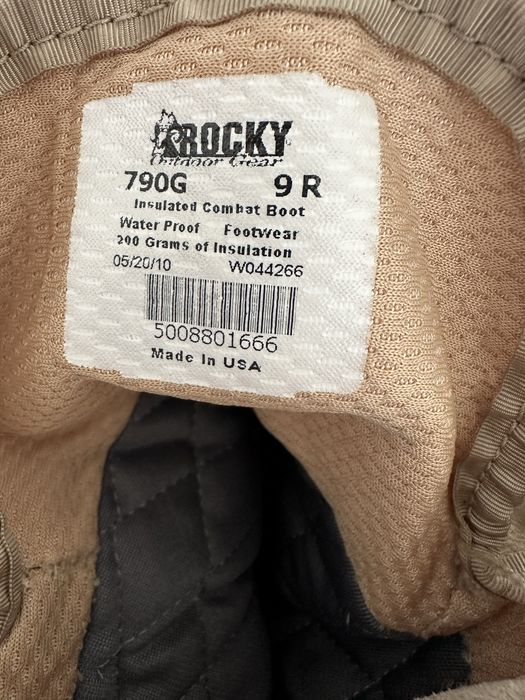 ROCKY
Outdoor Gear
790G 9 R
Insulated Combat Boot
Water Proof Footwear
200 Grams of Insulation
05/20/10 W044266
5008801666
Made In USA